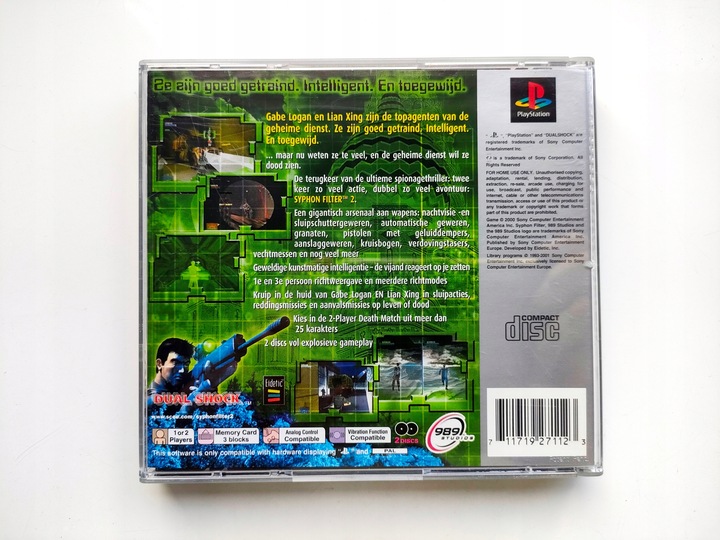 Ze zijn goed getraind. Intelligent. En toegewijd.
Gabe Logan en Lian Xing zijn de topagenten van de
geheime dienst. Ze zijn goed getraind, Intelligent.
En toegewijd.
... maar nu weten ze te veel, en de geheime dienst wil ze
dood zien.
De terugkeer van de ultieme spionagethriller: twee
keer zo veel actie, dubbel zo veel avontuur:
SYPHON FILTER™ 2.
Een gigantisch arsenaal aan wapens: nachtvisie -en
sluipschuttergeweren, automatische geweren,
granaten, pistolen met geluiddempers,
aanslaggeweren, kruisbogen, verdovingstasers,
vechtmessen en nog veel meer
Geweldige kunstmatige intelligentie - de vijand reageert op je zetten
1e en 3e persoon richtweergave en meerdere richtmodes
Kruip in de huid van Gabe Logan EN Lian Xing in sluipacties,
reddingsmissies en aanvalsmissies op leven of dood
Kies in de 2-Player Death Match uit meer dan
25 karakters
2 discs vol explosieve gameplay
Eidetic
DUAL SHOCK
www.scee.com/syphonfilter2
1 or 2
Players
Memory Card
3 blocks
Analog Control
Compatible
Vibration Function
Compatible
2 DISCS
989
STUDIOS
This software is only compatible with hardware displaying
and
PAL
PlayStation
"PlayStation" and "DUALSHOCK" are
registered trademarks of Sony Computer
Entertainment Inc.
is a trademark of Sony Corporation. All
Rights Reserved
FOR HOME USE ONLY. Unauthorised copying,
adaptation, rental, lending, distribution,
extraction, re-sale, arcade use, charging for
use, broadcast, public performance and
internet, cable or other telecommunications
transmission, access or use of this product or
any trademark or copyright work that forms
part of this product are prohibited.
Game © 2000 Sony Computer Entertainment
America Inc. Syphon Filter, 989 Studios and
the 989 Studios logo are trademarks of Sony
Computer Entertainment America Inc.
Published by Sony Computer Entertainment
Europe. Developed by Eidetic, Inc.
Library programs © 1993-2001 Sony Computer
Entertainment Inc. exclusively licensed to Sony
Computer Entertainment Europe.
COMPACT
disc
7 11719 27112 3